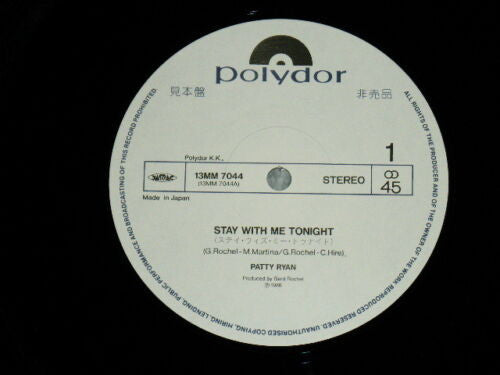 polydor
見本盤 非売品
Polydor K.K.,
13MM 7044
(13MM 7044A)
Made in Japan
1
STEREO
45
STAY WITH ME TONIGHT
(ステイ・ウィズ・ミー・トゥナイト)
(G.Rochel-M.Martina/G.Rochel-C.Hire)
PATTY RYAN
Produced by Gerd Rochel
℗1986
ALL RIGHTS OF THE PRODUCER AND OF THE OWNER OF THE WORK REPRODUCED RESERVED. UNAUTHORISED COPYING, HIRING, LENDING, PUBLIC PERFORMANCE AND BROADCASTING OF THIS RECORD PROHIBITED.